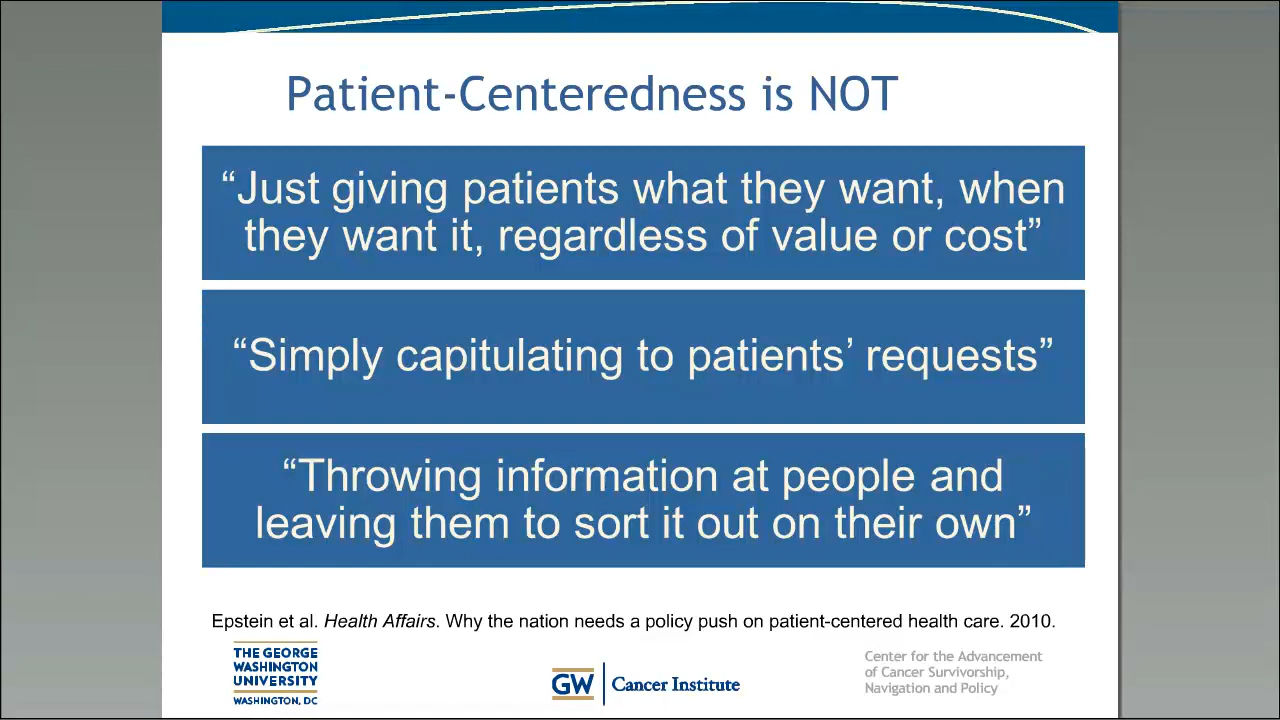 Patient-Centeredness is NOT
“Just giving patients what they want, when
they want it, regardless of value or cost”
“Simply capitulating to patients’ requests”
“Throwing information at people and
leaving them to sort it out on their own”
Epstein et al. Health Affairs. Why the nation needs a policy push on patient-centered health care. 2010.
THE GEORGE
WASHINGTON
UNIVERSITY
WASHINGTON, DC
GW Cancer Institute
Center for the Advancement
of Cancer Survivorship,
Navigation and Policy